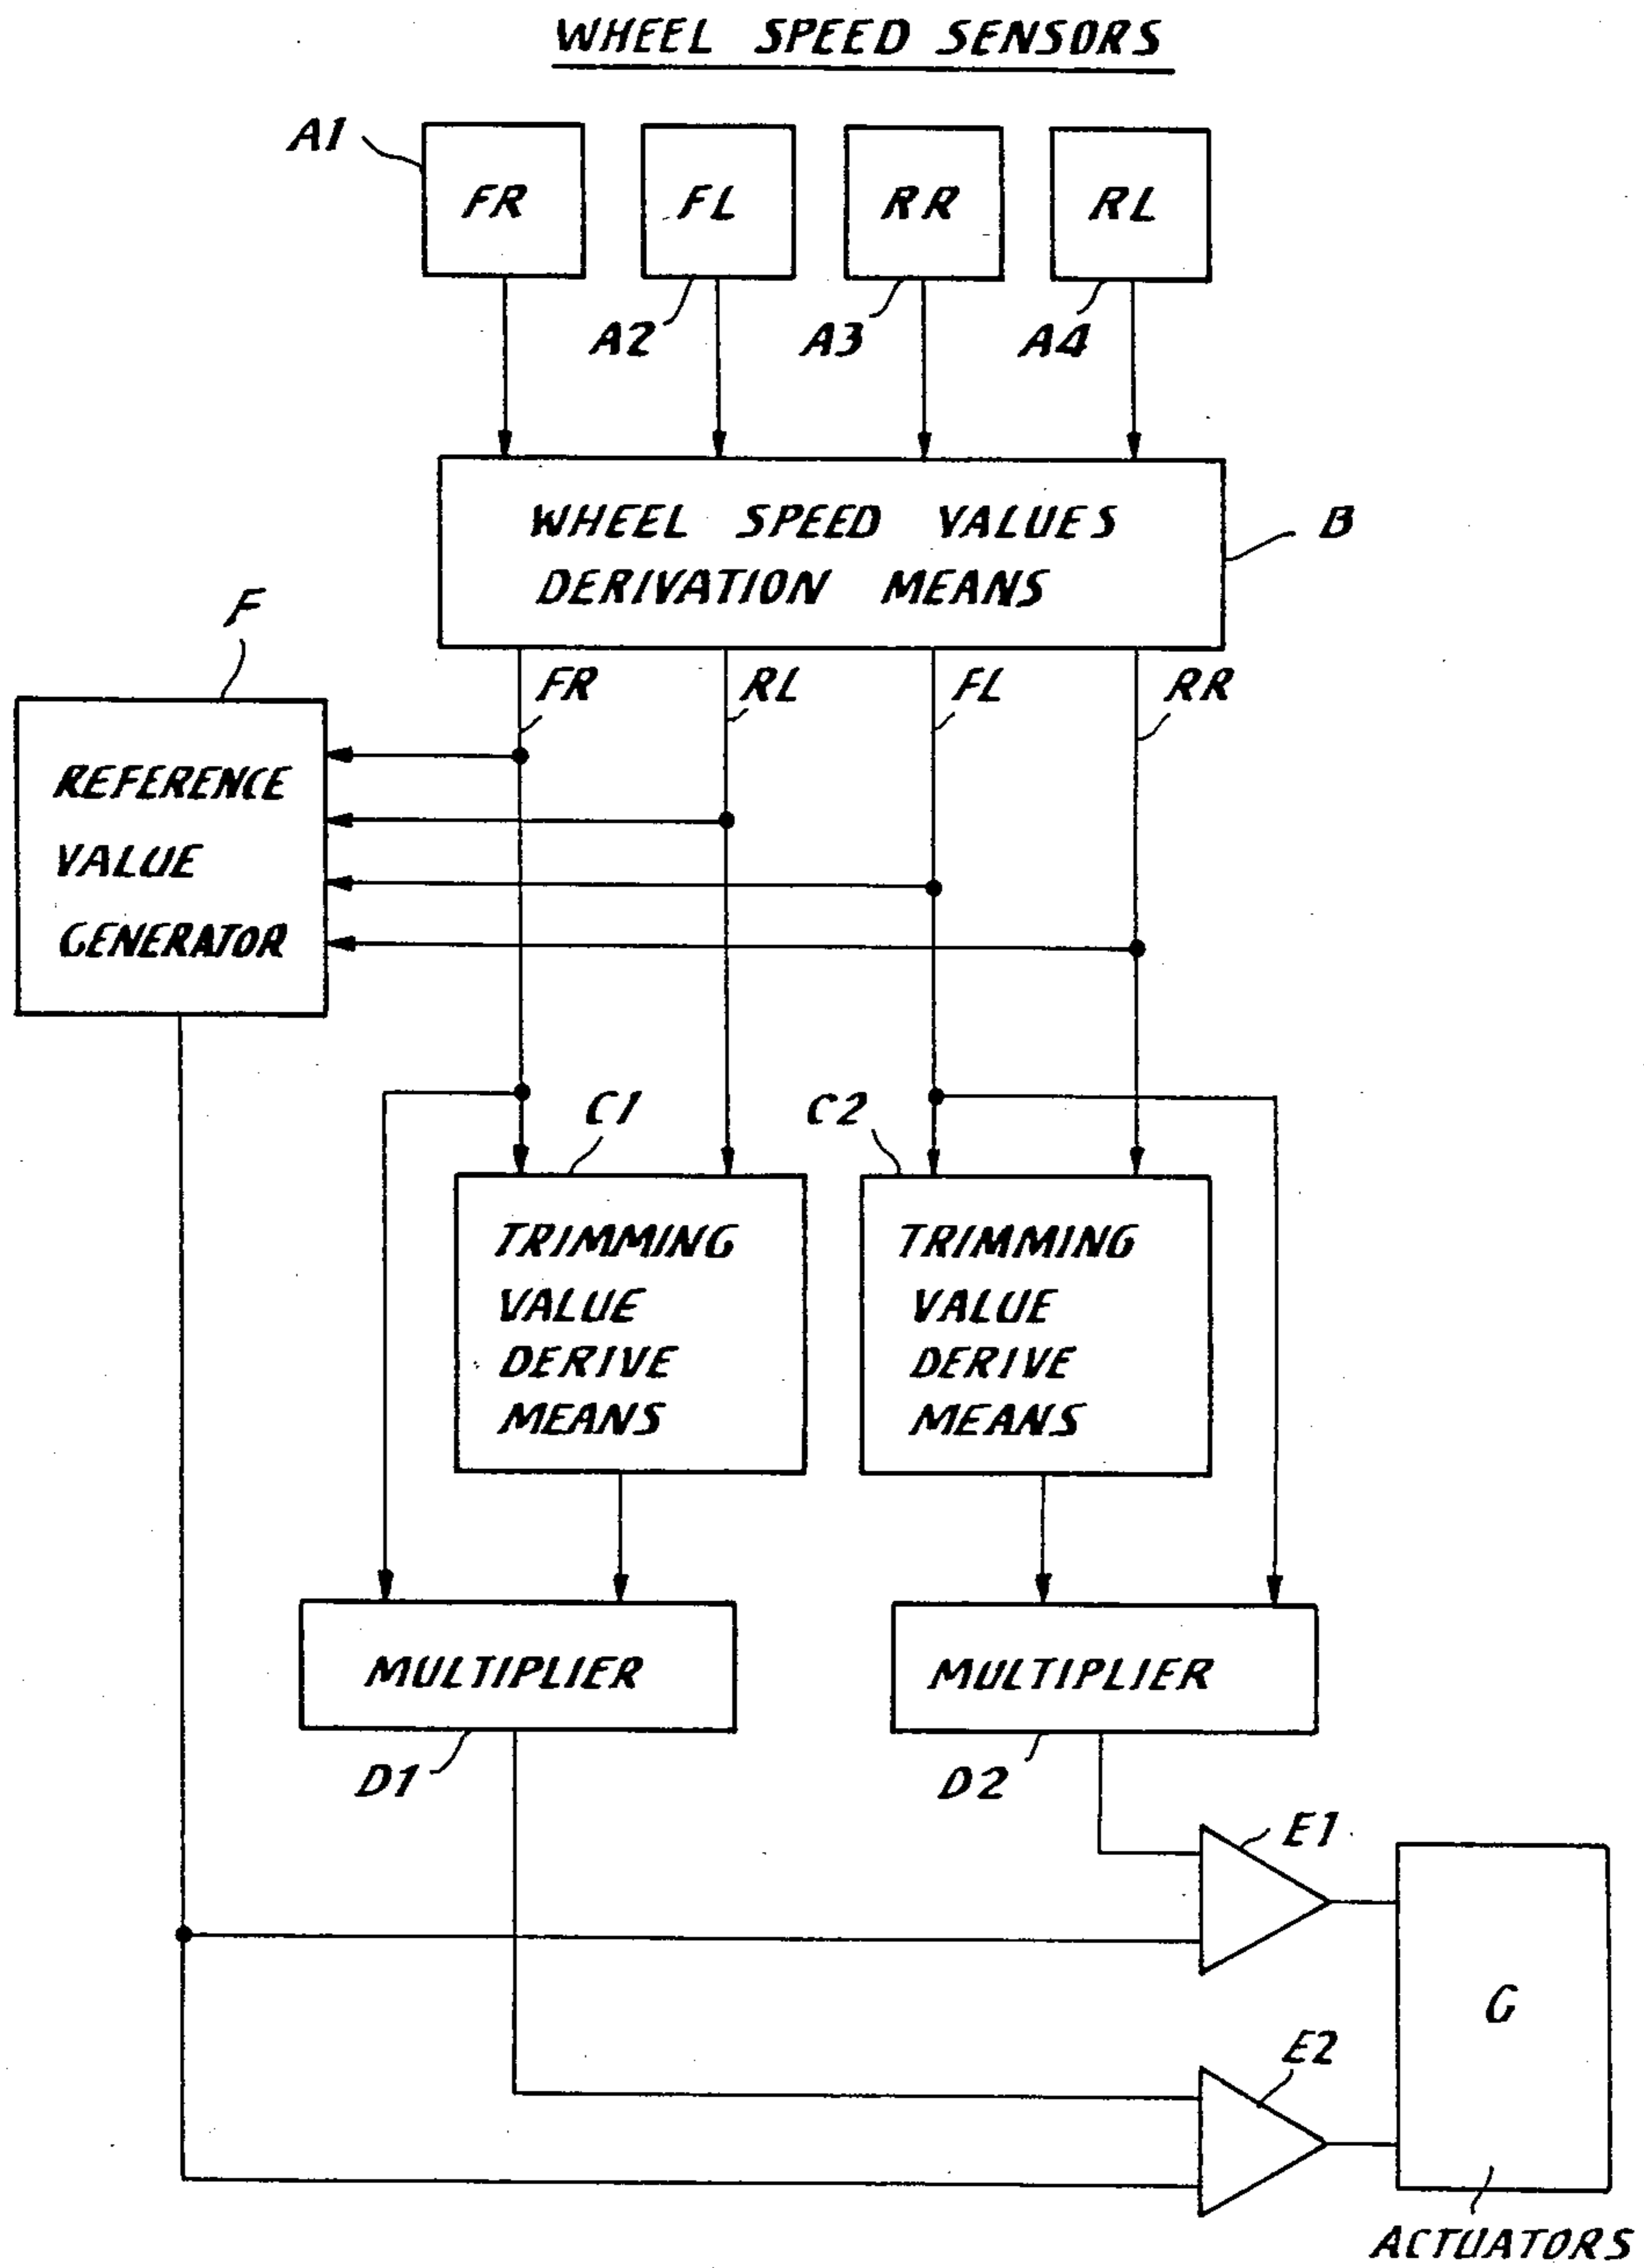 WHEEL SPEED SENSORS
A1
FR
FL
RR
RL
A2
A3
A4
WHEEL SPEED VALUES
DERIVATION MEANS
B
F
FR
RL
FL
RR
REFERENCE
VALUE
GENERATOR
C1
C2
TRIMMING
VALUE
DERIVE
MEANS
TRIMMING
VALUE
DERIVE
MEANS
MULTIPLIER
MULTIPLIER
D1
D2
E1
G
E2
ACTUATORS